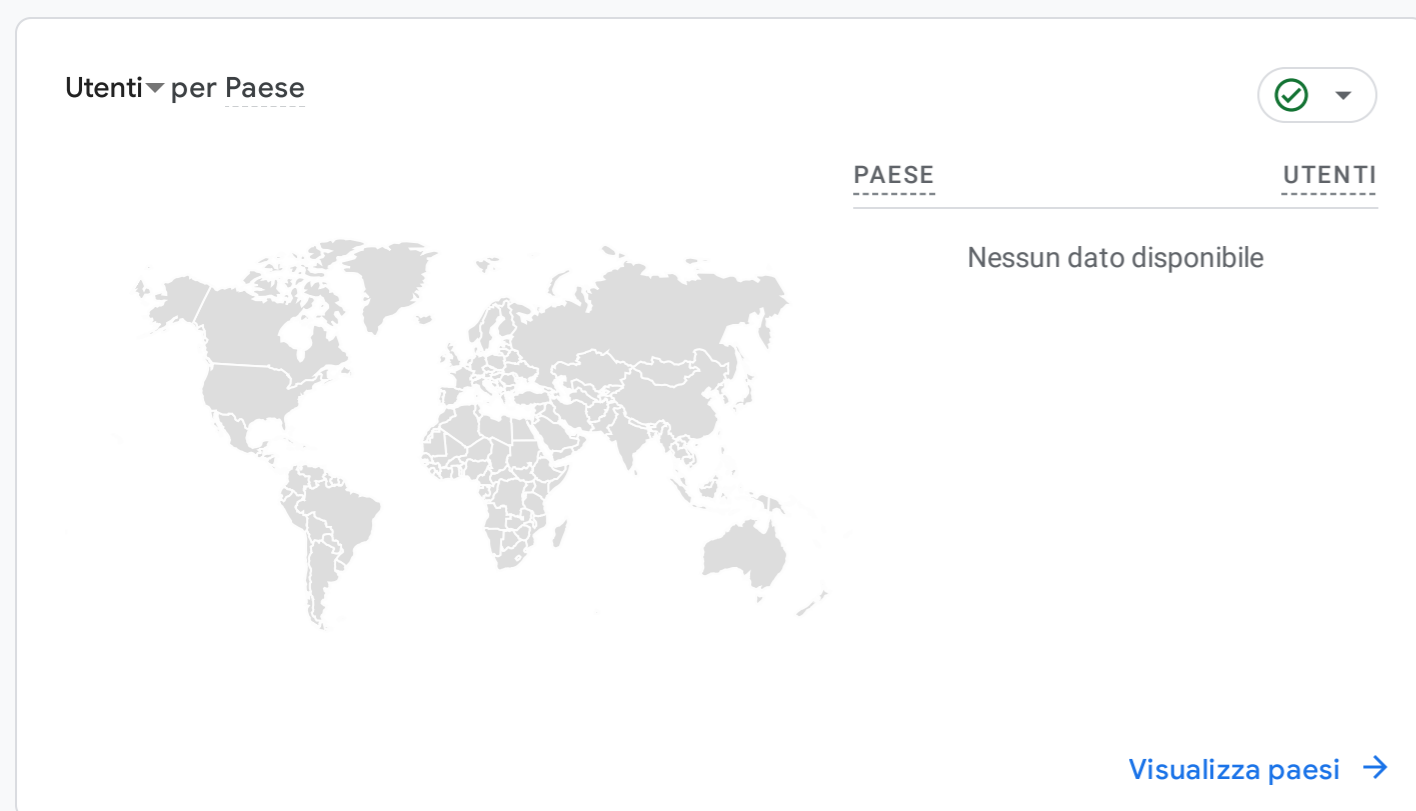 Utenti per Paese
PAESE UTENTI
Nessun dato disponibile
Visualizza paesi